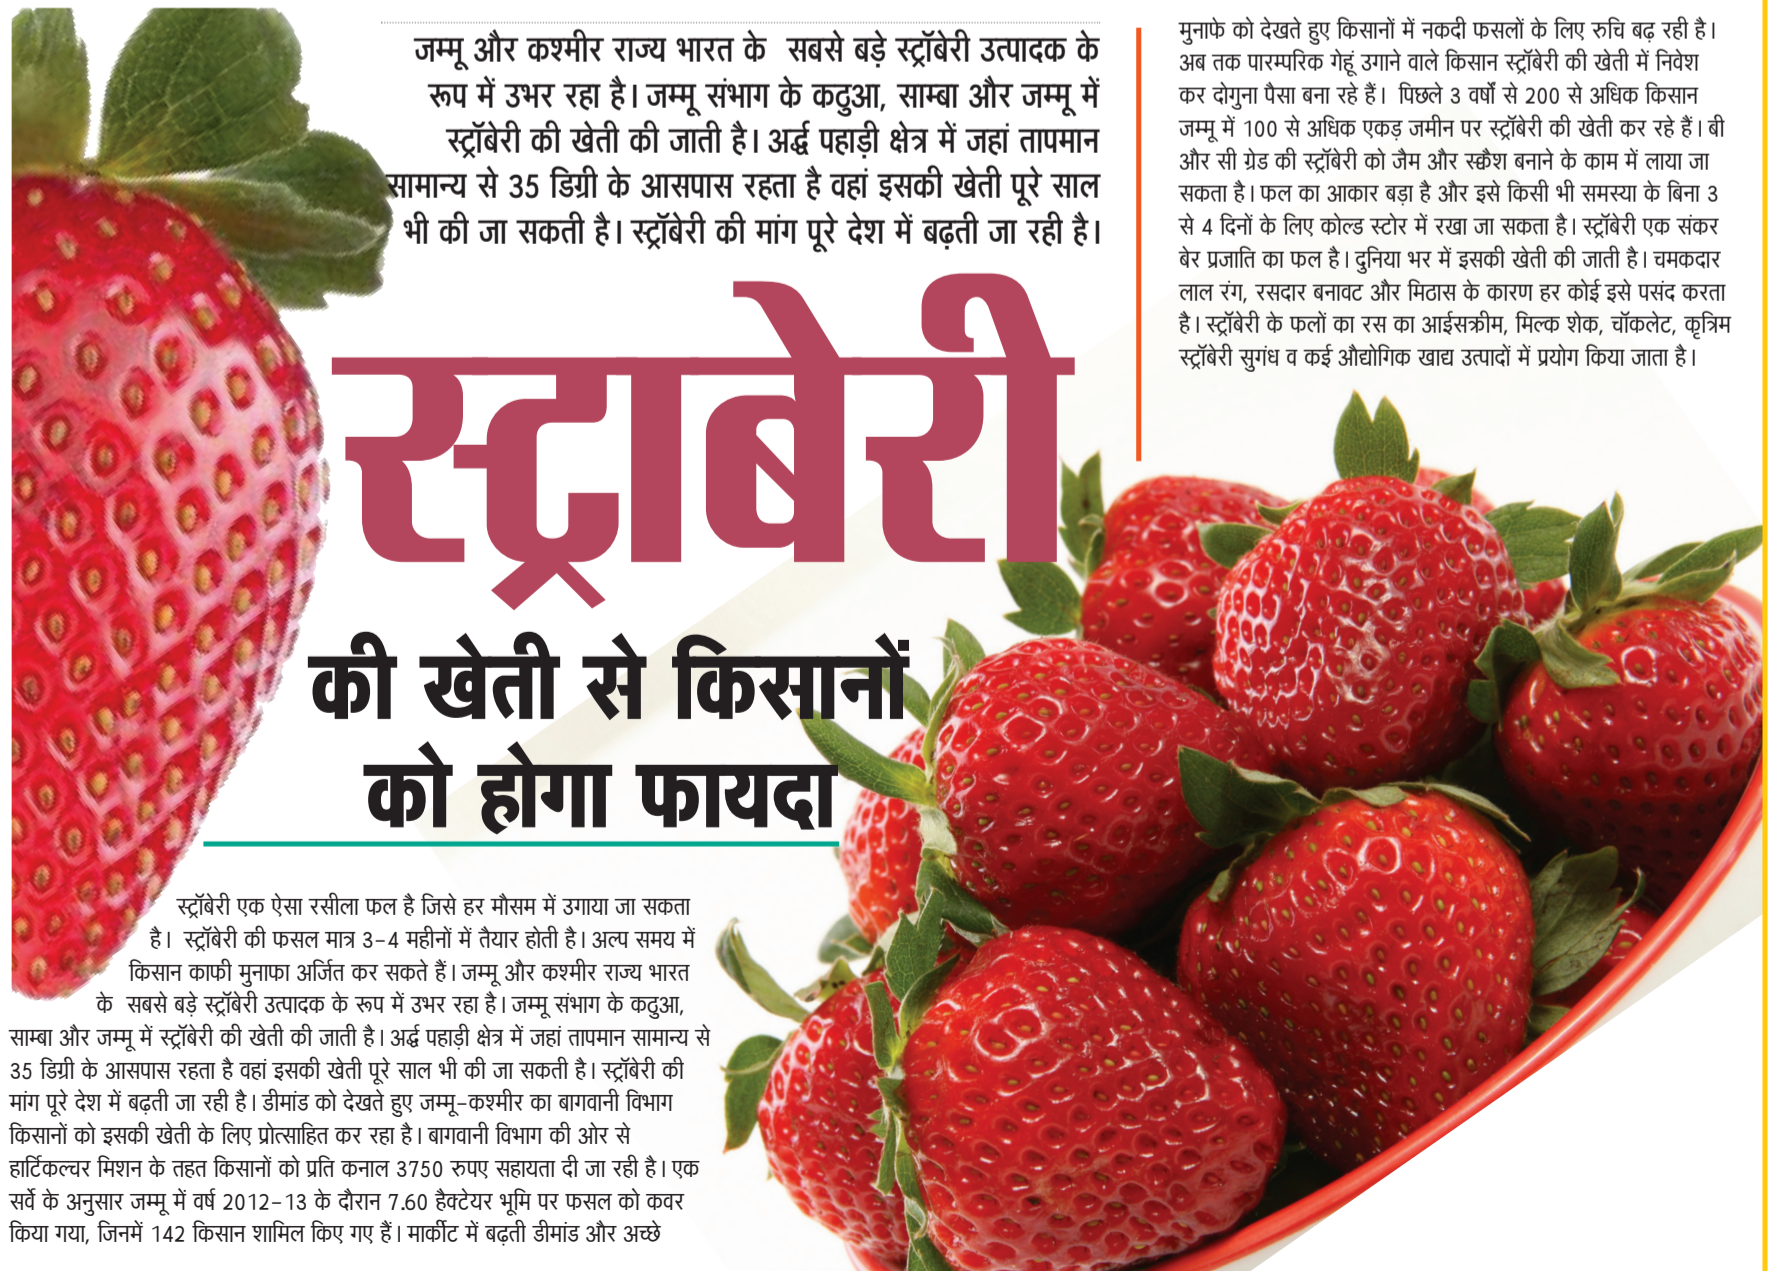 जम्मू और कश्मीर राज्य भारत के सबसे बड़े स्ट्रॉबेरी उत्पादक के
रूप में उभर रहा है। जम्मू संभाग के कठुआ, साम्बा और जम्मू में
स्ट्रॉबेरी की खेती की जाती है। अर्द्ध पहाड़ी क्षेत्र में जहां तापमान
सामान्य से 35 डिग्री के आसपास रहता है वहां इसकी खेती पूरे साल
भी की जा सकती है। स्ट्रॉबेरी की मांग पूरे देश में बढ़ती जा रही है।
स्ट्राबेरी
की खेती से किसानों
को होगा फायदा
स्ट्रॉबेरी एक ऐसा रसीला फल है जिसे हर मौसम में उगाया जा सकता
है। स्ट्रॉबेरी की फसल मात्र 3-4 महीनों में तैयार होती है। अल्प समय में
किसान काफी मुनाफा अर्जित कर सकते हैं। जम्मू और कश्मीर राज्य भारत
के सबसे बड़े स्ट्रॉबेरी उत्पादक के रूप में उभर रहा है। जम्मू संभाग के कठुआ,
साम्बा और जम्मू में स्ट्रॉबेरी की खेती की जाती है। अर्द्ध पहाड़ी क्षेत्र में जहां तापमान सामान्य से
35 डिग्री के आसपास रहता है वहां इसकी खेती पूरे साल भी की जा सकती है। स्ट्रॉबेरी की
मांग पूरे देश में बढ़ती जा रही है। डीमांड को देखते हुए जम्मू-कश्मीर का बागवानी विभाग
किसानों को इसकी खेती के लिए प्रोत्साहित कर रहा है। बागवानी विभाग की ओर से
हार्टिकल्चर मिशन के तहत किसानों को प्रति कनाल 3750 रुपए सहायता दी जा रही है। एक
सर्वे के अनुसार जम्मू में वर्ष 2012-13 के दौरान 7.60 हैक्टेयर भूमि पर फसल को कवर
किया गया, जिनमें 142 किसान शामिल किए गए हैं। मार्कीट में बढ़ती डीमांड और अच्छे
मुनाफे को देखते हुए किसानों में नकदी फसलों के लिए रुचि बढ़ रही है।
अब तक पारम्परिक गेहूं उगाने वाले किसान स्ट्रॉबेरी की खेती में निवेश
कर दोगुना पैसा बना रहे हैं। पिछले 3 वर्षों से 200 से अधिक किसान
जम्मू में 100 से अधिक एकड़ जमीन पर स्ट्रॉबेरी की खेती कर रहे हैं। बी
और सी ग्रेड की स्ट्रॉबेरी को जैम और स्क्वैश बनाने के काम में लाया जा
सकता है। फल का आकार बड़ा है और इसे किसी भी समस्या के बिना 3
से 4 दिनों के लिए कोल्ड स्टोर में रखा जा सकता है। स्ट्रॉबेरी एक संकर
बेर प्रजाति का फल है। दुनिया भर में इसकी खेती की जाती है। चमकदार
लाल रंग, रसदार बनावट और मिठास के कारण हर कोई इसे पसंद करता
है। स्ट्रॉबेरी के फलों का रस का आईसक्रीम, मिल्क शेक, चॉकलेट, कृत्रिम
स्ट्रॉबेरी सुगंध व कई औद्योगिक खाद्य उत्पादों में प्रयोग किया जाता है।